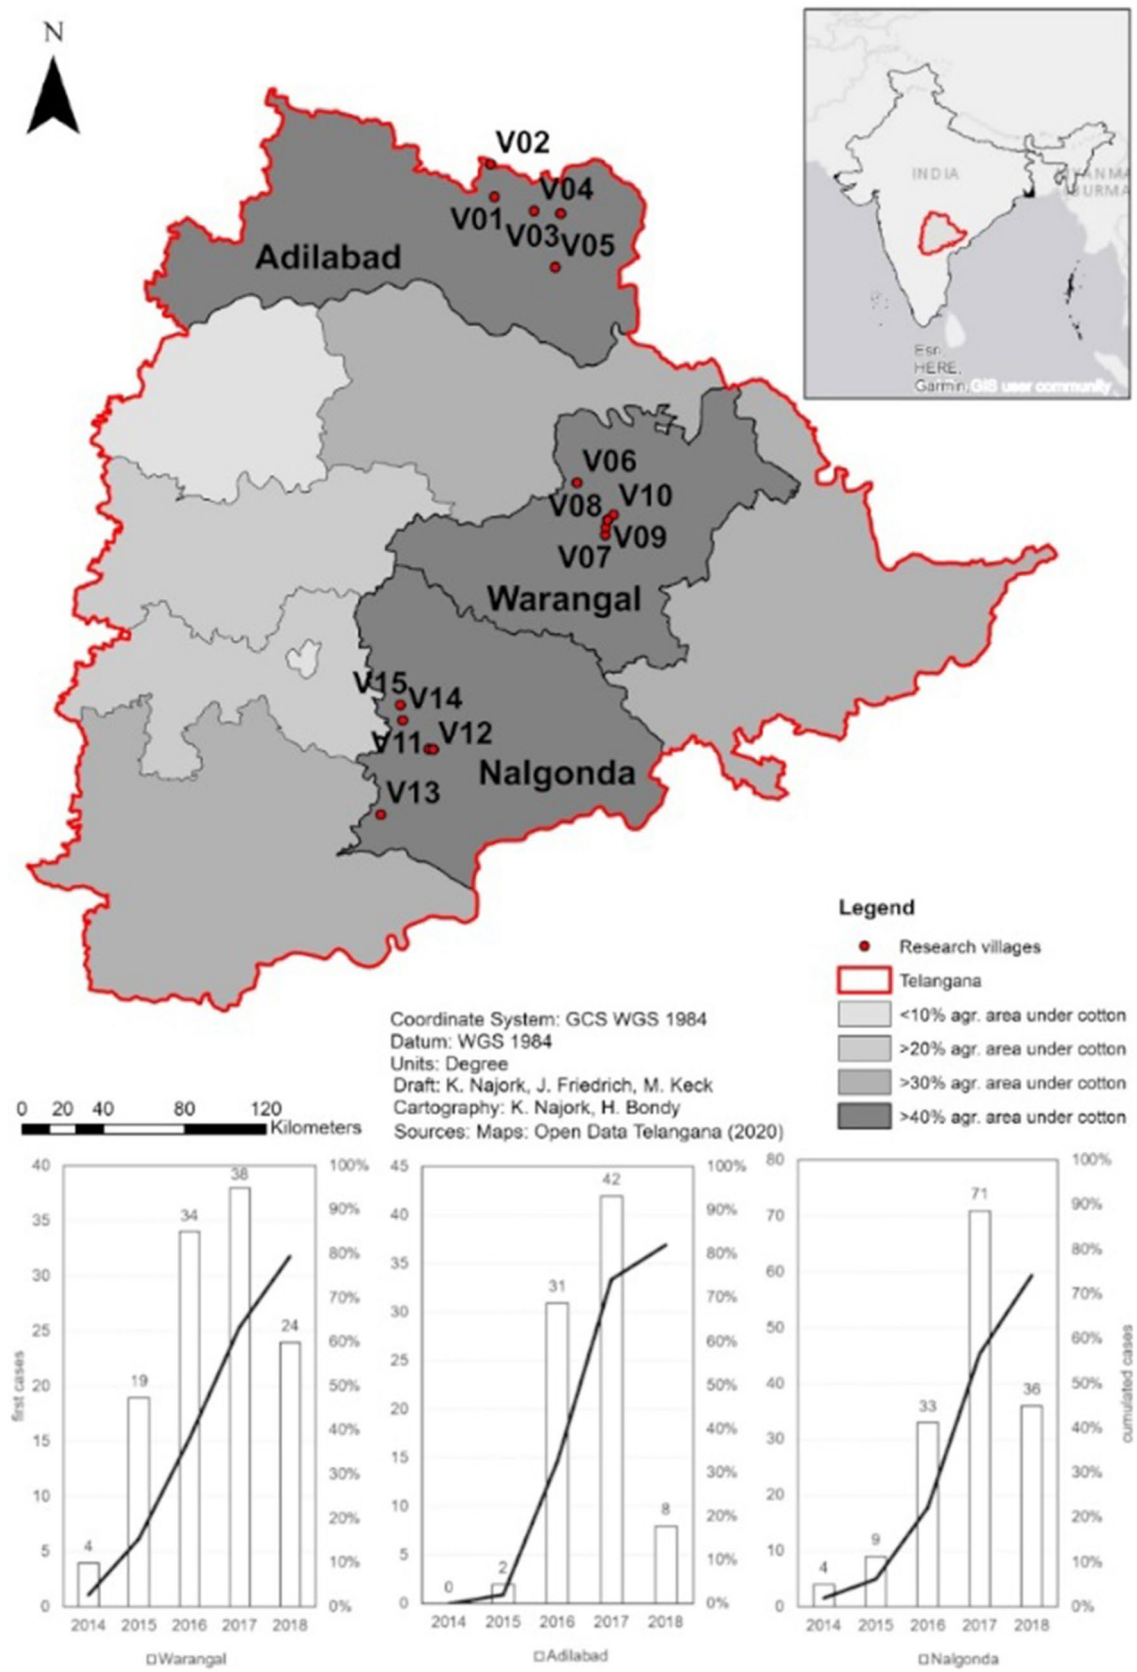 N
INDIA
MYANMA
BURMA
Esri,
HERE,
Garmin, GIS user community
V02
V04
V01
V03
V05
Adilabad
V06
V10
V08
V09
V07
Warangal
V15
V14
V11
V12
Nalgonda
V13
Legend
Research villages
Telangana
<10% agr. area under cotton
>20% agr. area under cotton
>30% agr. area under cotton
>40% agr. area under cotton
Coordinate System: GCS WGS 1984
Datum: WGS 1984
Units: Degree
Draft: K. Najork, J. Friedrich, M. Keck
Cartography: K. Najork, H. Bondy
Sources: Maps: Open Data Telangana (2020)
0 20 40 80 120
Kilometers
first cases
40
35
30
25
20
15
10
5
0
4
19
34
38
24
100%
90%
80%
70%
60%
50%
40%
30%
20%
10%
0%
2014 2015 2016 2017 2018
Warangal
45
40
35
30
25
20
15
10
5
0
0
2
31
42
8
100%
90%
80%
70%
60%
50%
40%
30%
20%
10%
0%
2014 2015 2016 2017 2018
Adilabad
80
70
60
50
40
30
20
10
0
4
9
33
71
36
100%
90%
80%
70%
60%
50%
40%
30%
20%
10%
0%
2014 2015 2016 2017 2018
Nalgonda
cumulated cases